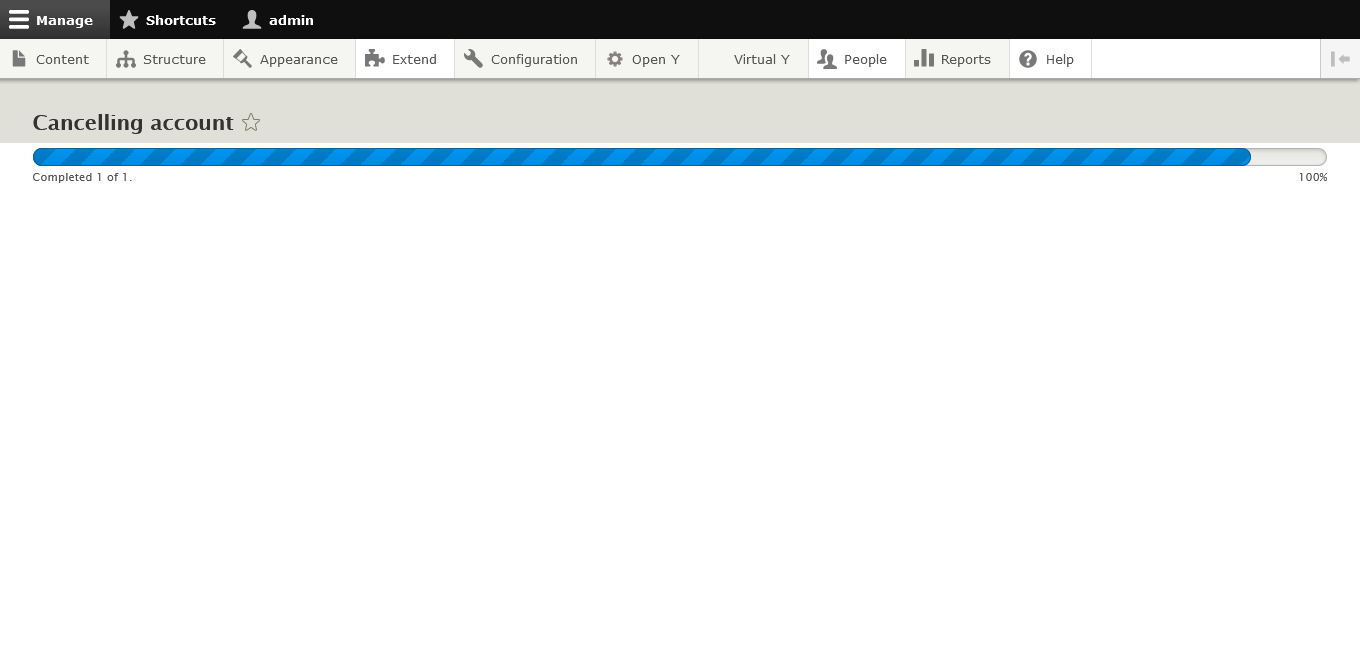 Manage Shortcuts admin
Content Structure Appearance Extend Configuration Open Y Virtual Y People Reports Help
Cancelling account
Completed 1 of 1. 100%